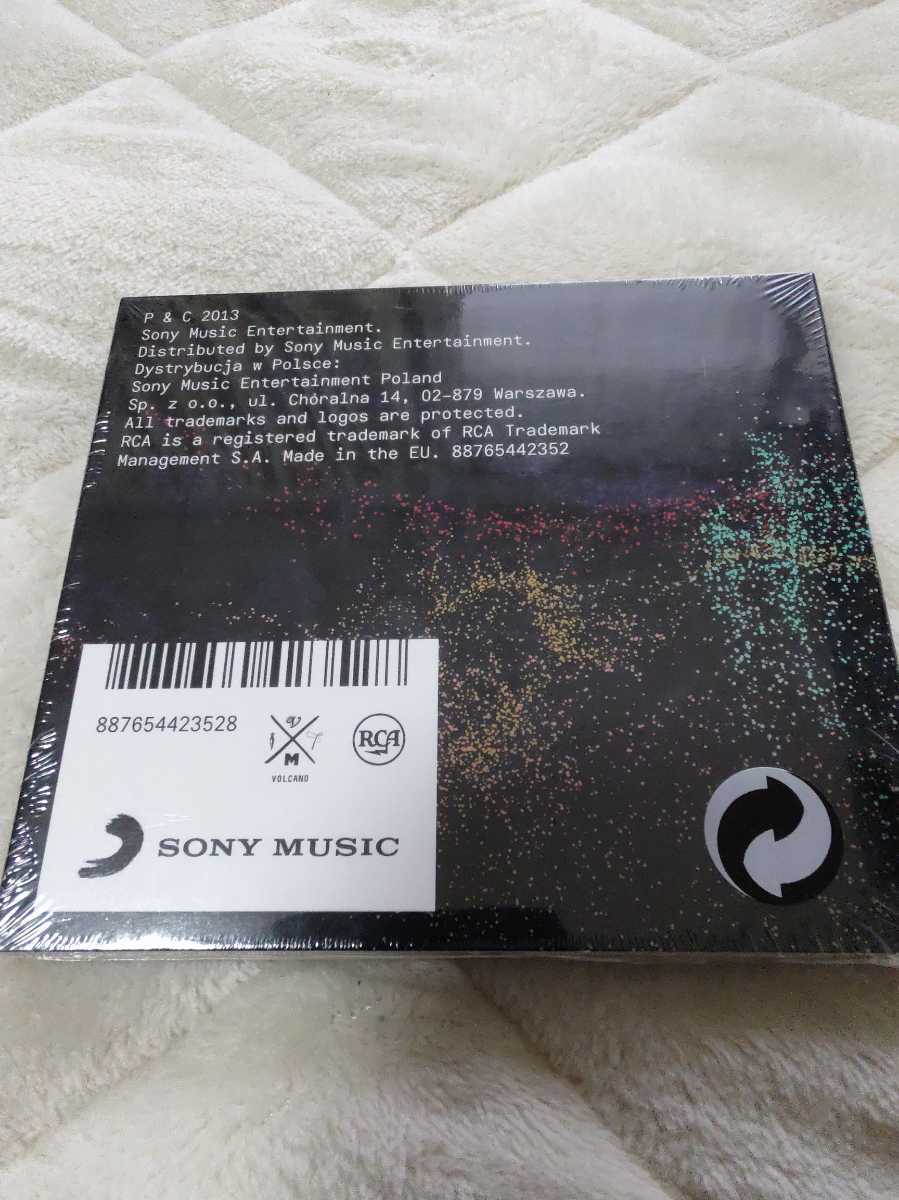 P & C 2013
Sony Music Entertainment.
Distributed by Sony Music Entertainment.
Dystrybucja w Polsce:
Sony Music Entertainment Poland
Sp. z o.o., ul. Chóralna 14, 02-879 Warszawa.
All trademarks and logos are protected.
RCA is a registered trademark of RCA Trademark
Management S.A. Made in the EU. 88765442352
887654423528
M
VOLCANO
RCA
SONY MUSIC